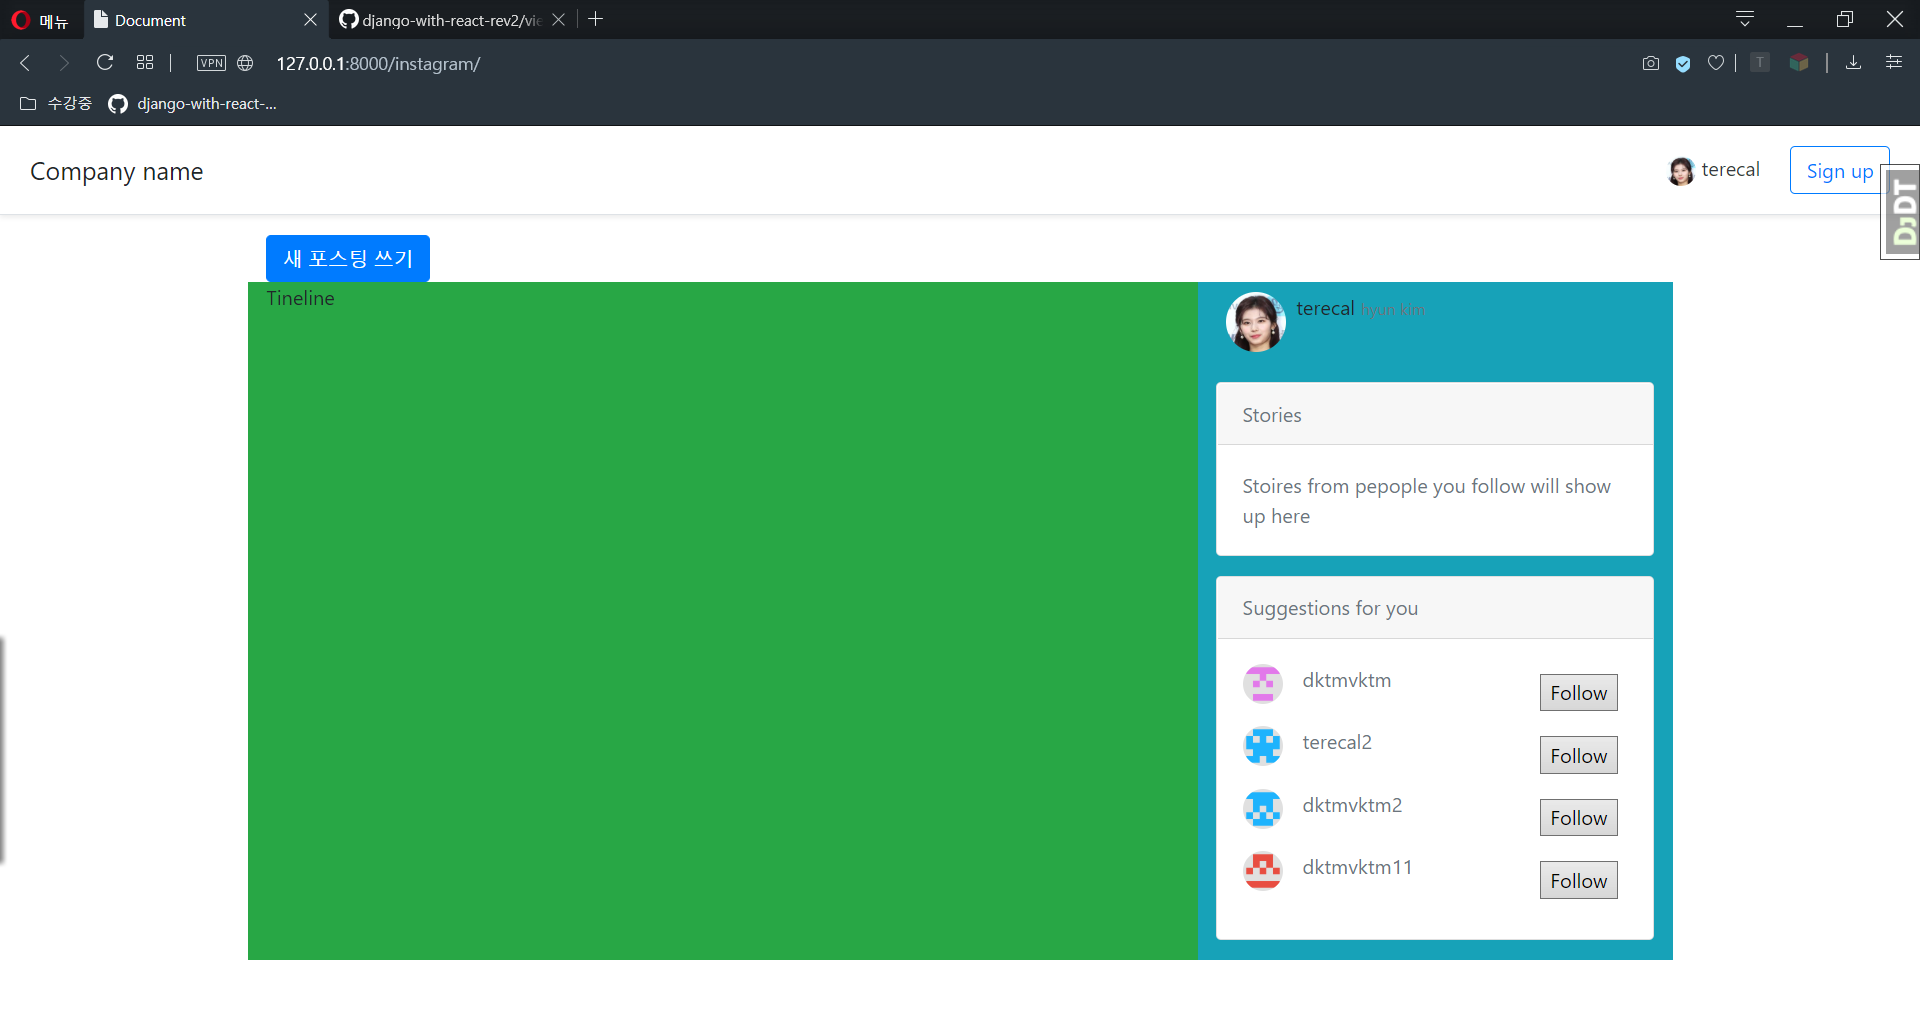 메뉴
Document
django-with-react-rev2/vie
VPN
127.0.0.1:8000/instagram/
T
수강중
django-with-react-...
Company name
terecal
Sign up
DjDT
새 포스팅 쓰기
Tineline
terecal hyun kim
Stories
Stoires from pepople you follow will show
up here
Suggestions for you
dktmvktm
Follow
terecal2
Follow
dktmvktm2
Follow
dktmvktm11
Follow